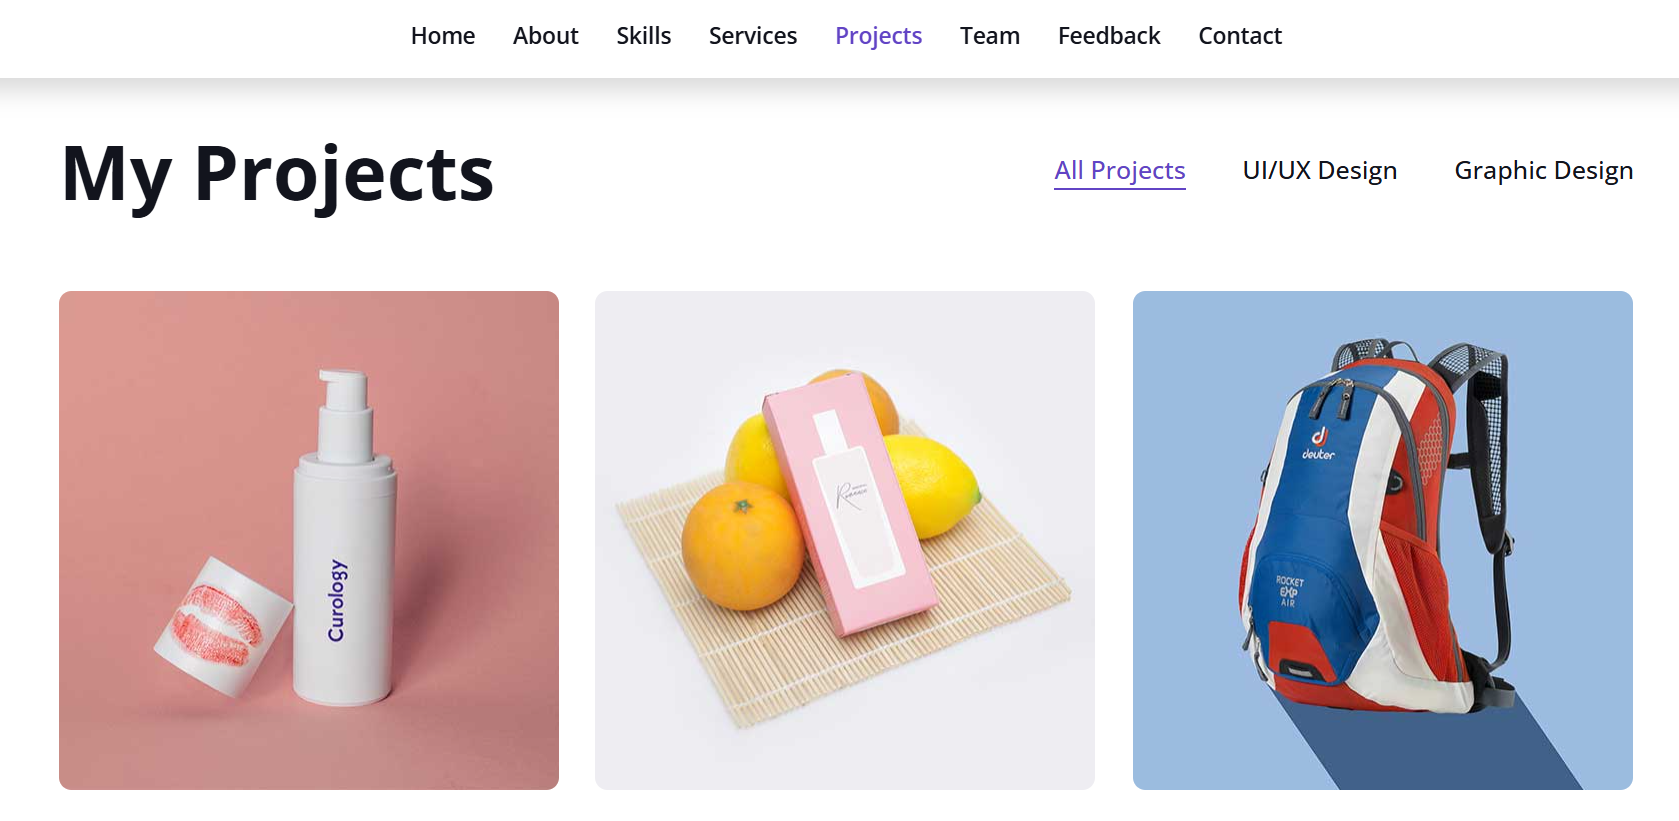 Home About Skills Services Projects Team Feedback Contact
My Projects
All Projects UI/UX Design Graphic Design
Curology
Romance
deuter
ROCKET
EXP
AIR